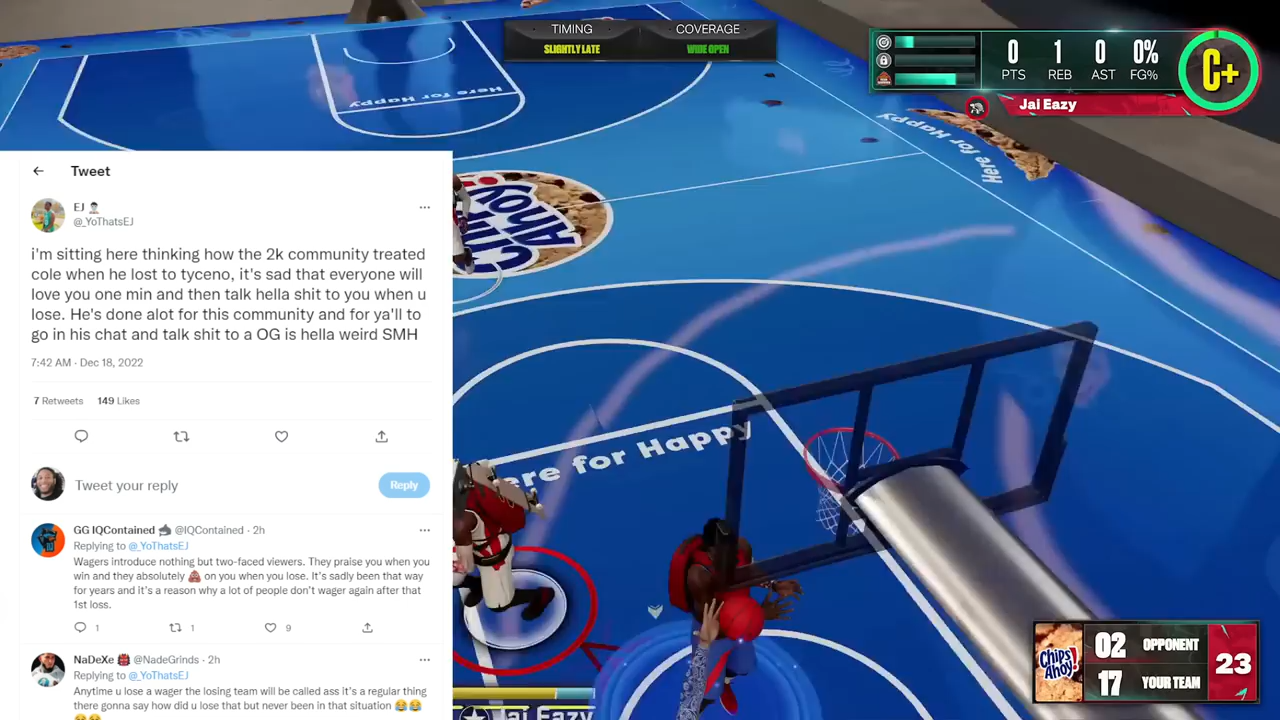 TIMING
SLIGHTLY LATE
COVERAGE
WIDE OPEN
0 1 0 0%
PTS REB AST FG%
C+
Jai Eazy
Here for Happy
Here for Happy
Chips Ahoy!
Here for Happy
Tweet
EJ
@_YoThatsEJ
i'm sitting here thinking how the 2k community treated
cole when he lost to tyceno, it's sad that everyone will
love you one min and then talk hella shit to you when u
lose. He's done alot for this community and for ya'll to
go in his chat and talk shit to a OG is hella weird SMH
7:42 AM · Dec 18, 2022
7 Retweets 149 Likes
Tweet your reply
Reply
GG IQContained @IQContained · 2h
Replying to @_YoThatsEJ
Wagers introduce nothing but two-faced viewers. They praise you when you
win and they absolutely 💩 on you when you lose. It's sadly been that way
for years and it's a reason why a lot of people don't wager again after that
1st loss.
1 1 9
NaDeXe @NadeGrinds · 2h
Replying to @_YoThatsEJ
Anytime u lose a wager the losing team will be called ass it's a regular thing
there gonna say how did u lose that but never been in that situation 😂😂
Jai Eazy
Chips Ahoy!
02 OPPONENT
17 YOUR TEAM
23